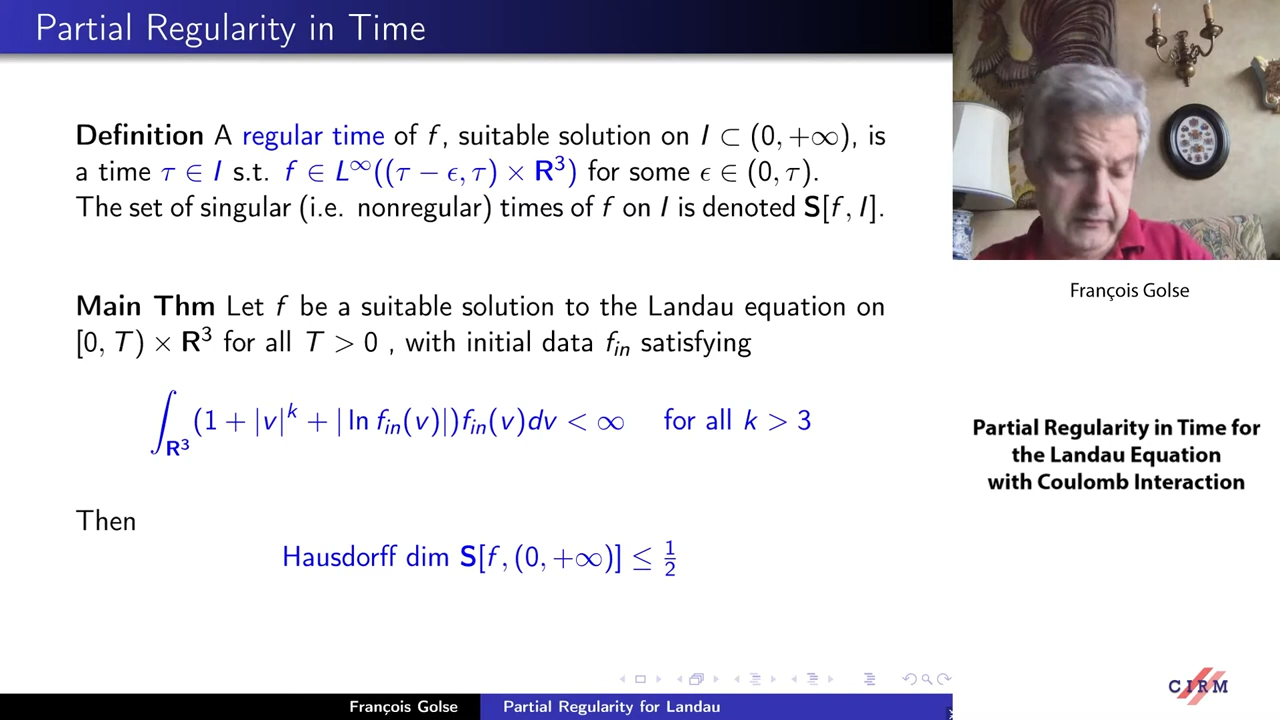 Partial Regularity in Time
Definition A regular time of f, suitable solution on I ⊂ (0, +∞), is
a time τ ∈ I s.t. f ∈ L^∞((τ − ϵ, τ) × R³) for some ϵ ∈ (0, τ).
The set of singular (i.e. nonregular) times of f on I is denoted S[f, I].
Main Thm Let f be a suitable solution to the Landau equation on
[0, T) × R³ for all T > 0 , with initial data f_in satisfying
∫_R³ (1 + |v|^k + | ln f_in(v)|)f_in(v)dv < ∞ for all k > 3
Then
Hausdorff dim S[f, (0, +∞)] ≤ 1/2
François Golse
Partial Regularity for Landau
François Golse
Partial Regularity in Time for
the Landau Equation
with Coulomb Interaction
CIRM